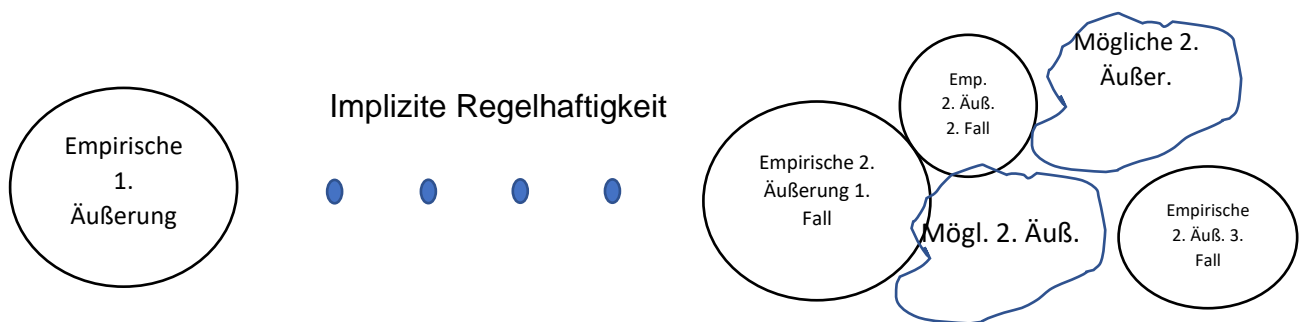 Empirische
1.
Äußerung
Implizite Regelhaftigkeit
Empirische 2.
Äußerung 1.
Fall
Emp.
2. Äuß.
2. Fall
Mögliche 2.
Äußer.
Mögl. 2. Äuß.
Empirische
2. Äuß. 3.
Fall